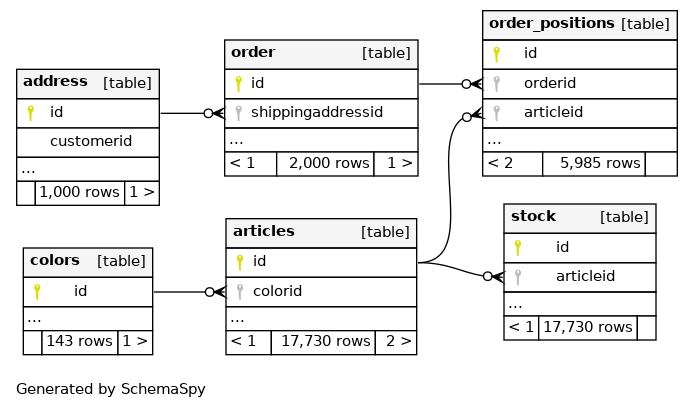 address [table]
id
customerid
...
1,000 rows 1 >
order [table]
id
shippingaddressid
...
< 1 2,000 rows 1 >
order_positions [table]
id
orderid
articleid
...
< 2 5,985 rows
colors [table]
id
...
143 rows 1 >
articles [table]
id
colorid
...
< 1 17,730 rows 2 >
stock [table]
id
articleid
...
< 1 17,730 rows
Generated by SchemaSpy